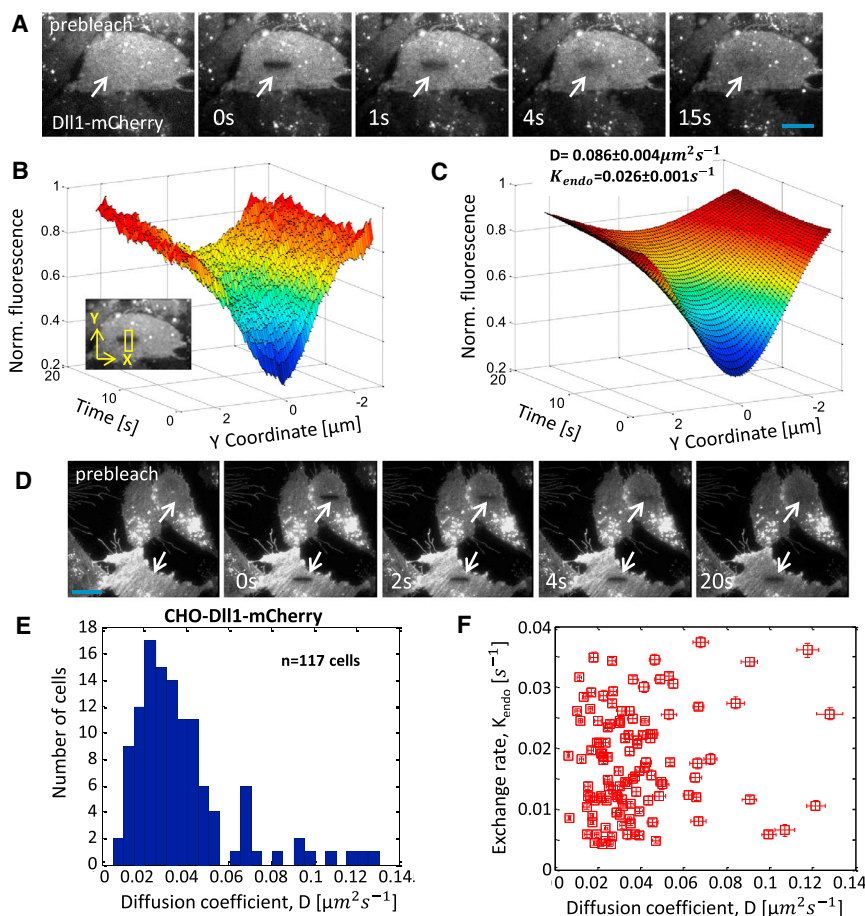 A
prebleach
Dll1-mCherry
0s
1s
4s
15s
B
Norm. fluorescence
1
0.8
0.6
0.4
0.2
20
10
0
Time [s]
2
0
-2
Y Coordinate [µm]
Y
X
C
D= 0.086±0.004µm²s⁻¹
K_endo=0.026±0.001s⁻¹
Norm. fluorescence
1
0.8
0.6
0.4
0.2
20
10
0
Time [s]
2
0
-2
Y Coordinate [µm]
D
prebleach
0s
2s
4s
20s
E
CHO-Dll1-mCherry
n=117 cells
Number of cells
18
16
14
12
10
8
6
4
2
0
0 0.02 0.04 0.06 0.08 0.1 0.12 0.14
Diffusion coefficient, D [µm²s⁻¹]
F
Exchange rate, K_endo [s⁻¹]
0.04
0.03
0.02
0.01
0
0 0.02 0.04 0.06 0.08 0.1 0.12 0.14
Diffusion coefficient, D [µm²s⁻¹]